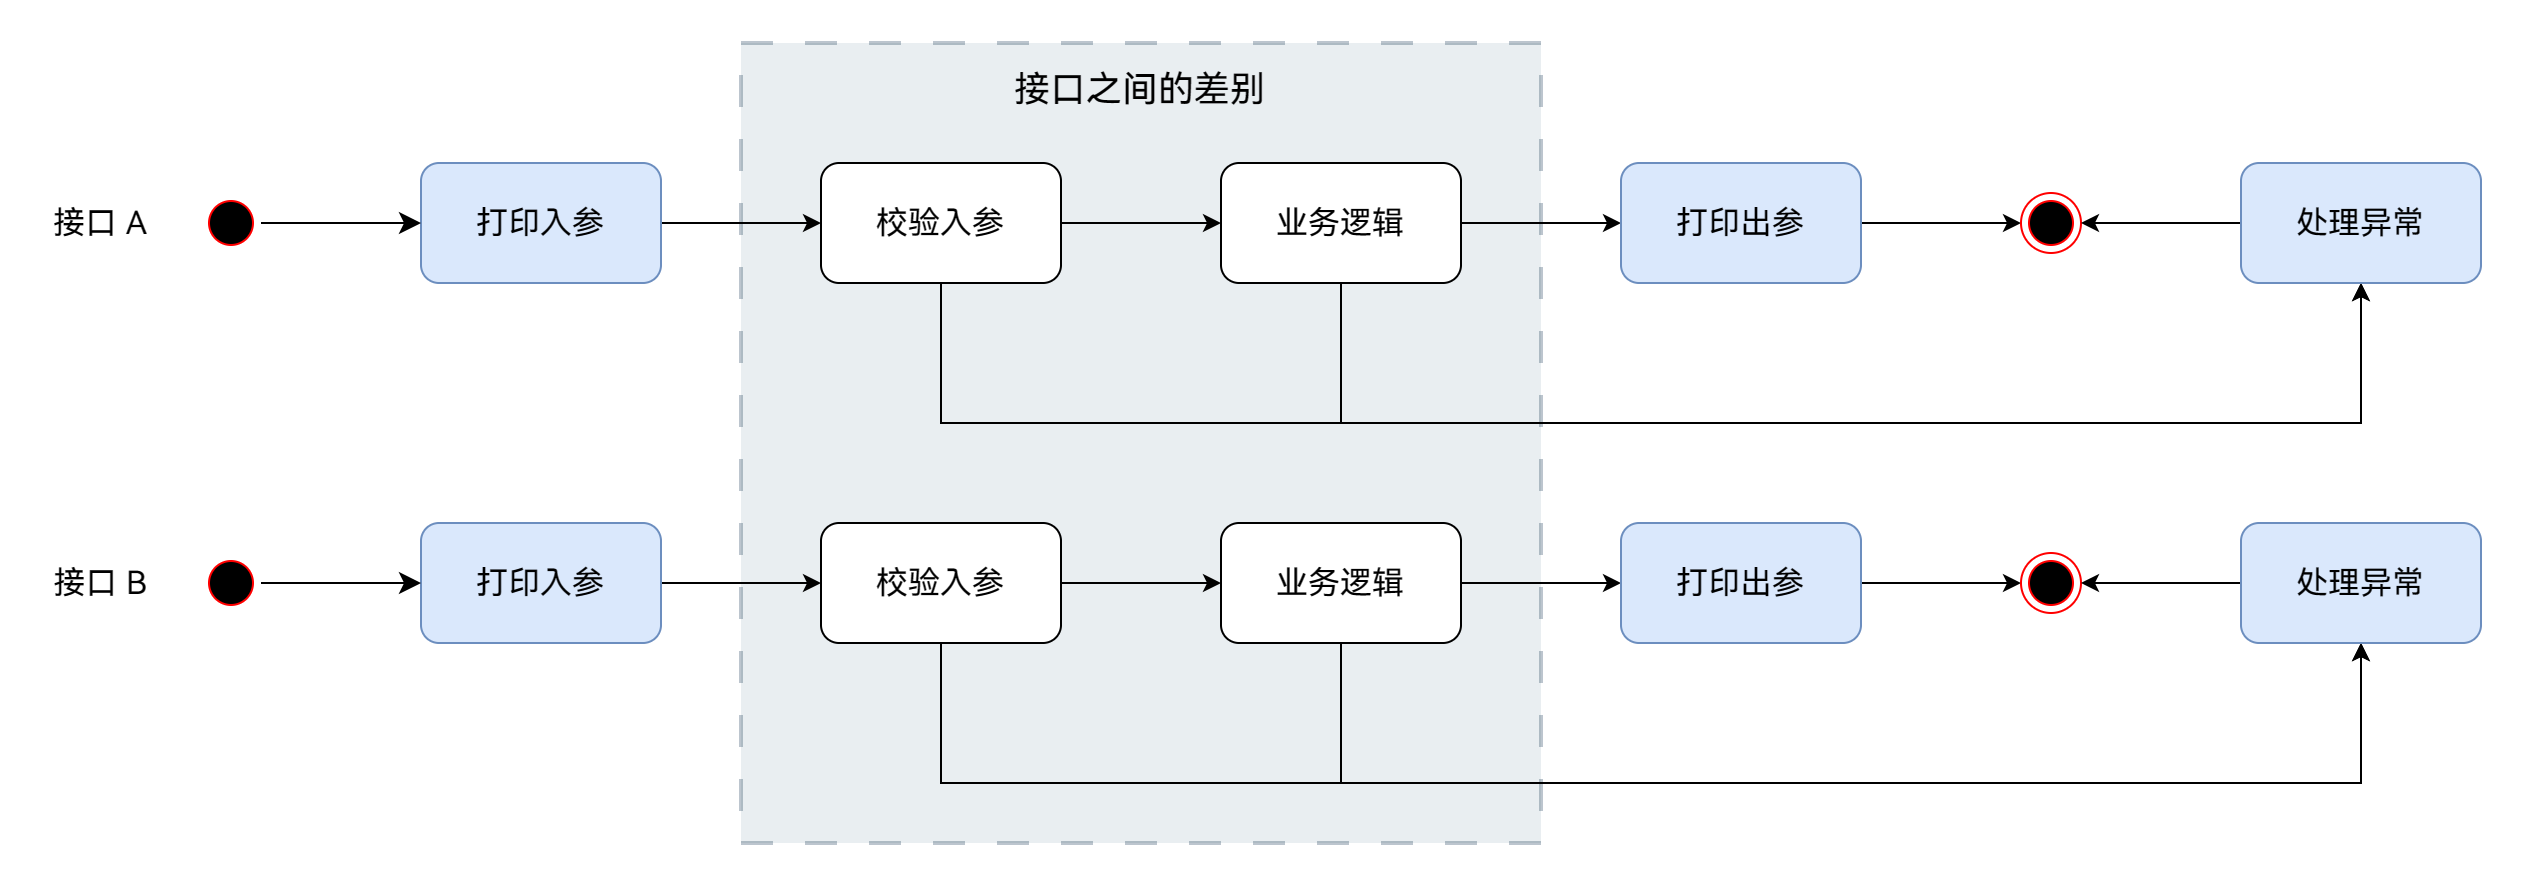 接口之间的差别
接口 A
打印入参
校验入参
业务逻辑
打印出参
处理异常
接口 B
打印入参
校验入参
业务逻辑
打印出参
处理异常